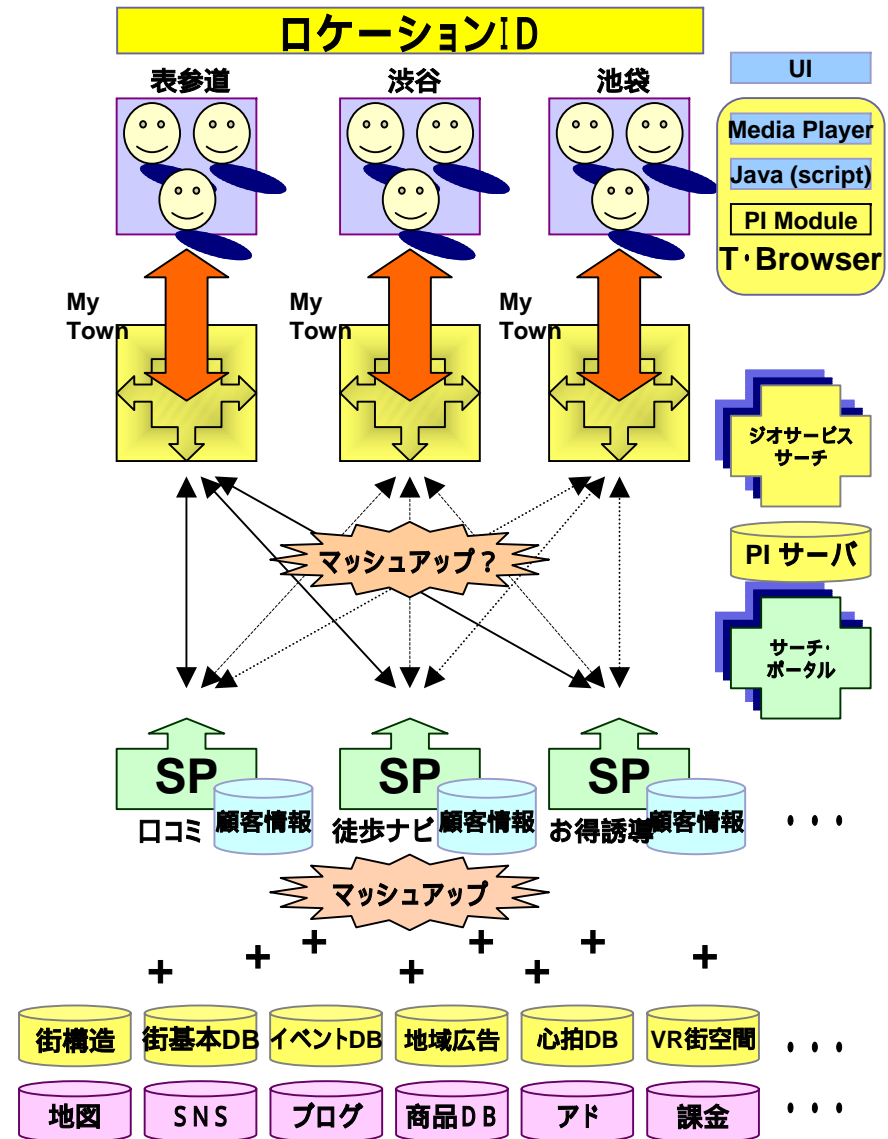 ロケーションID
表参道
渋谷
池袋
UI
Media Player
Java (script)
PI Module
T・Browser
My
Town
My
Town
My
Town
ジオサービス
サーチ
マッシュアップ？
PI サーバ
サーチ・
ポータル
SP
SP
SP
口コミ
顧客情報
徒歩ナビ
顧客情報
お得誘導
顧客情報
・・・
マッシュアップ
+ + + + + + + +
街構造
街基本DB
イベントDB
地域広告
心拍DB
VR街空間
・・・
地図
ＳＮＳ
ブログ
商品ＤＢ
アド
課金
・・・